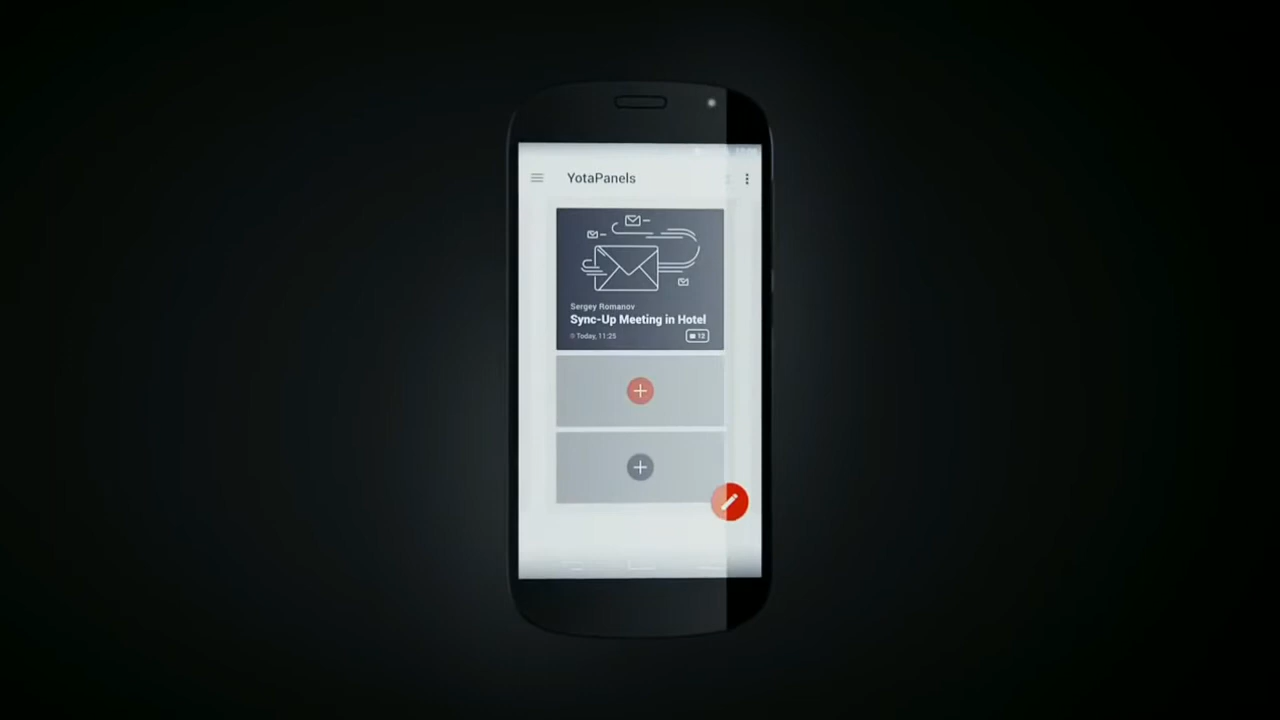 YotaPanels
Sergey Romanov
Sync-Up Meeting in Hotel
Today, 11:25
12